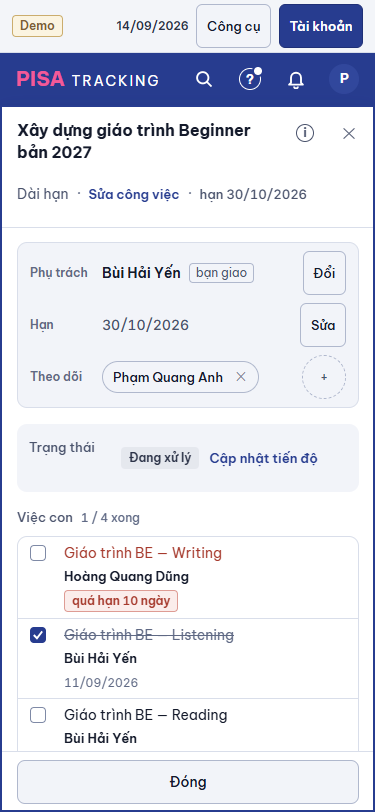 Demo 14/09/2026 Công cụ Tài khoản
PISA TRACKING ? P
Xây dựng giáo trình Beginner
bản 2027
Dài hạn · Sửa công việc · hạn 30/10/2026
Phụ trách Bùi Hải Yến bạn giao Đổi
Hạn 30/10/2026 Sửa
Theo dõi Phạm Quang Anh × +
Trạng thái Đang xử lý Cập nhật tiến độ
Việc con 1 / 4 xong
Giáo trình BE — Writing
Hoàng Quang Dũng
quá hạn 10 ngày
Giáo trình BE — Listening
Bùi Hải Yến
11/09/2026
Giáo trình BE — Reading
Bùi Hải Yến
Đóng